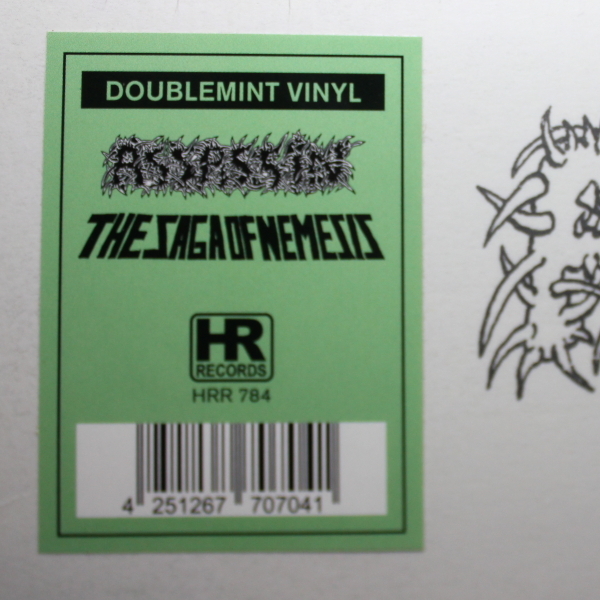 DOUBLEMINT VINYL
ASSASSIN
THE SAGA OF NEMESIS
HR
RECORDS
HRR 784
4 251267 707041